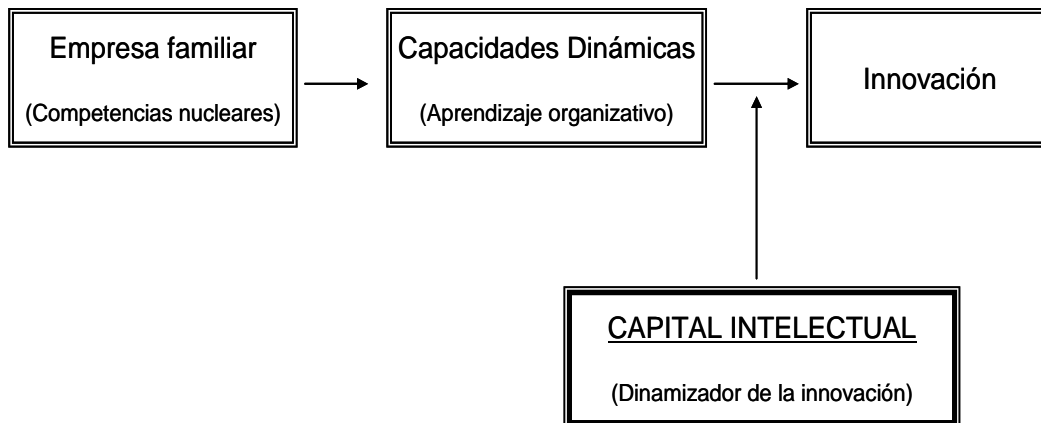 Empresa familiar
(Competencias nucleares)
Capacidades Dinámicas
(Aprendizaje organizativo)
Innovación
CAPITAL INTELECTUAL
(Dinamizador de la innovación)